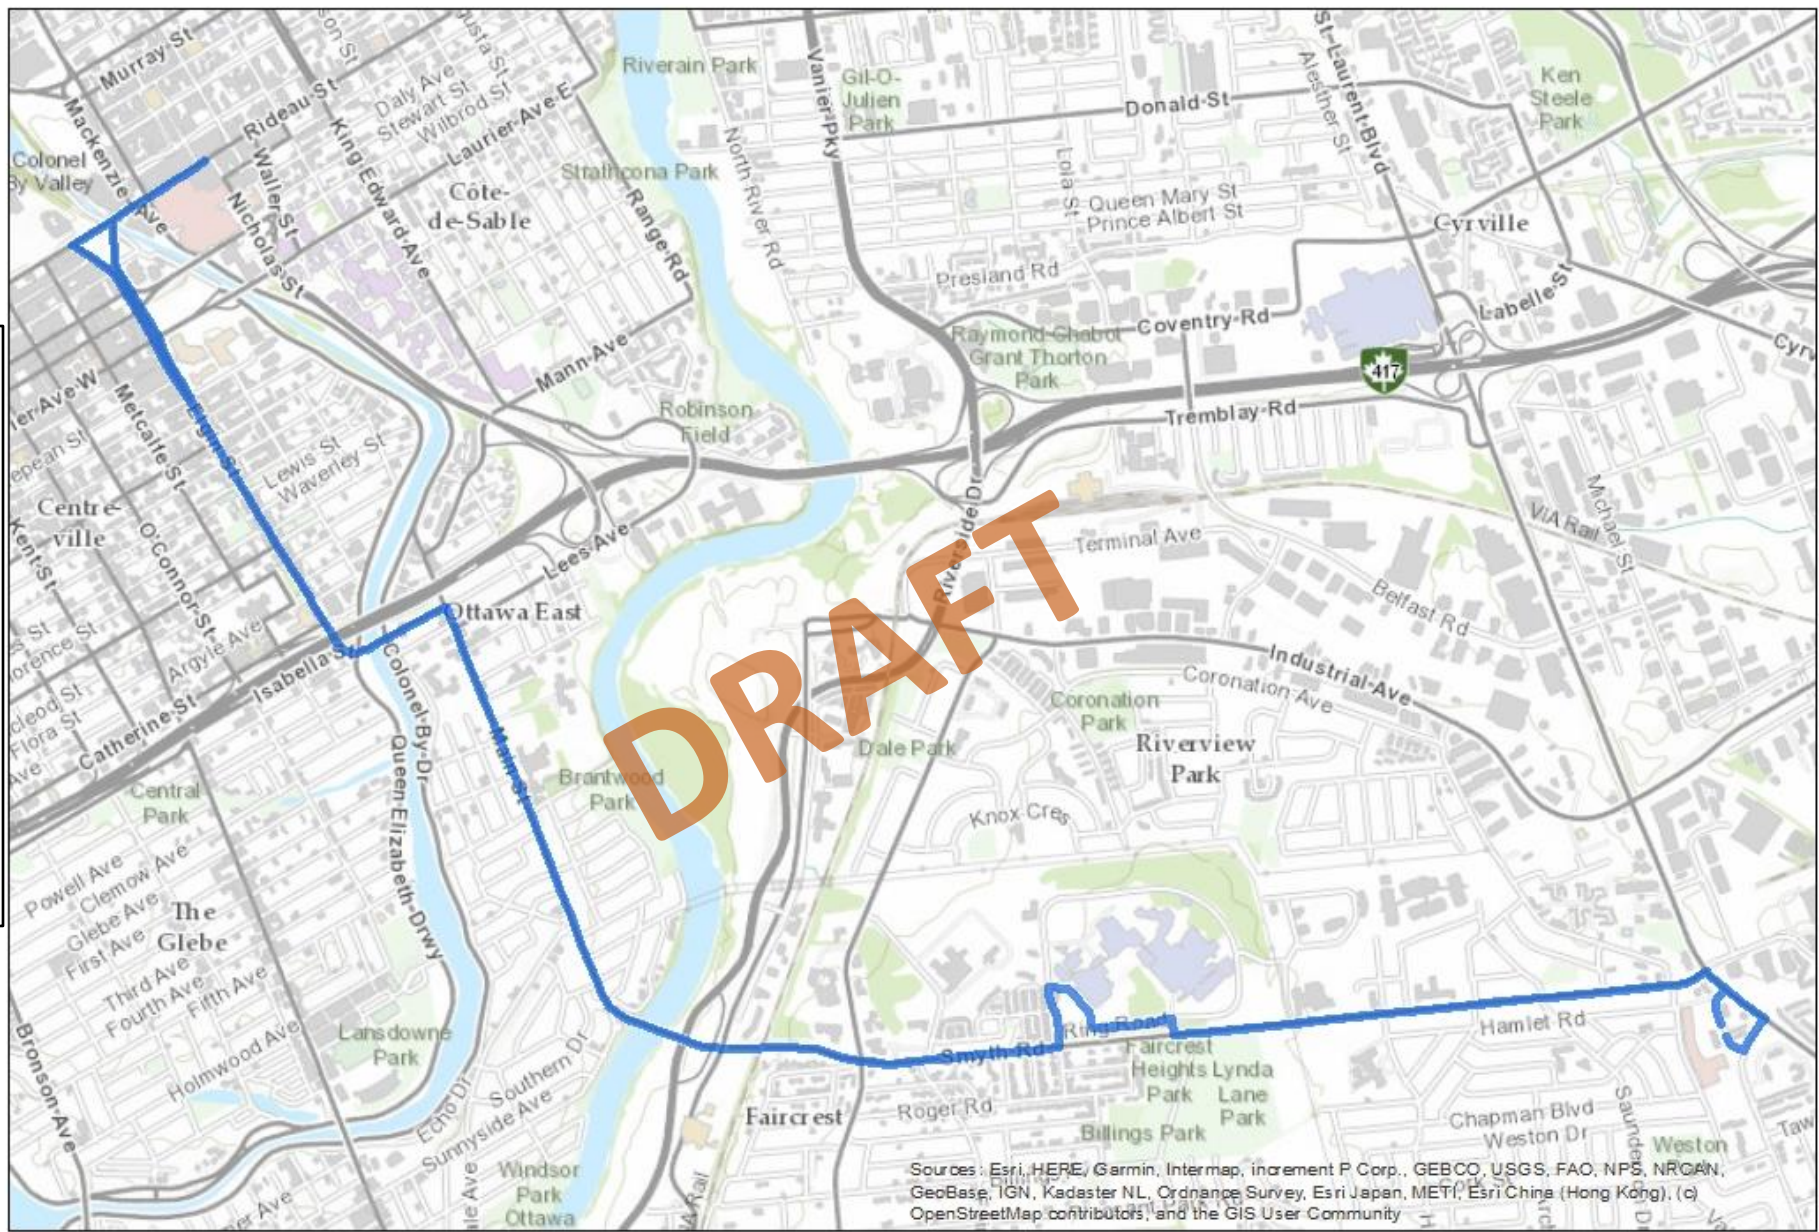 Murray St
Mackenzie Ave
Rideau St
Daly Ave
Stewart St
Wilbrod St
Laurier Ave E
King Edward Ave
Waller St
Nicholas St
Colonel
By Valley
Côte-
de-Sable
Range Rd
Strathcona Park
Riverain Park
North River Rd
Vanier Pky
Gil-O-
Julien
Park
Donald St
St-Laurent Blvd
Alesther St
Ken
Steele
Park
Lola St
Queen Mary St
Prince Albert St
Cyrville
Presland Rd
Coventry Rd
Labelle St
Raymond Chabot
Grant Thorton
Park
417
Tremblay Rd
Mann Ave
Robinson
Field
Metcalfe St
Elgin St
Lewis St
Waverley St
Centre-
ville
Kent St
O'Connor St
Argyle Ave
Isabella St
Catherine St
Flora St
Lees Ave
Ottawa East
Riverside Dr
Terminal Ave
VIA Rail
Michael St
Belfast Rd
Industrial Ave
Coronation Ave
Coronation
Park
Riverview
Park
Dale Park
Knox Cres
DRAFT
Colonel By Dr
Queen Elizabeth Drwy
Main St
Brantwood
Park
Central
Park
Powell Ave
Clemow Ave
Glebe Ave
First Ave
The
Glebe
Third Ave
Fourth Ave
Fifth Ave
Holmwood Ave
Lansdowne
Park
Bronson Ave
Echo Dr
Southern Dr
Sunnyside Ave
Windsor
Park
Ottawa
Smyth Rd
Ring Road
Faircrest
Heights
Park
Lynda
Lane
Park
Hamlet Rd
Faircrest
Roger Rd
Billings Park
Chapman Blvd
Weston Dr
Weston
Sources: Esri, HERE, Garmin, Intermap, increment P Corp., GEBCO, USGS, FAO, NPS, NRCAN,
GeoBase, IGN, Kadaster NL, Ordnance Survey, Esri Japan, METI, Esri China (Hong Kong), (c)
OpenStreetMap contributors, and the GIS User Community